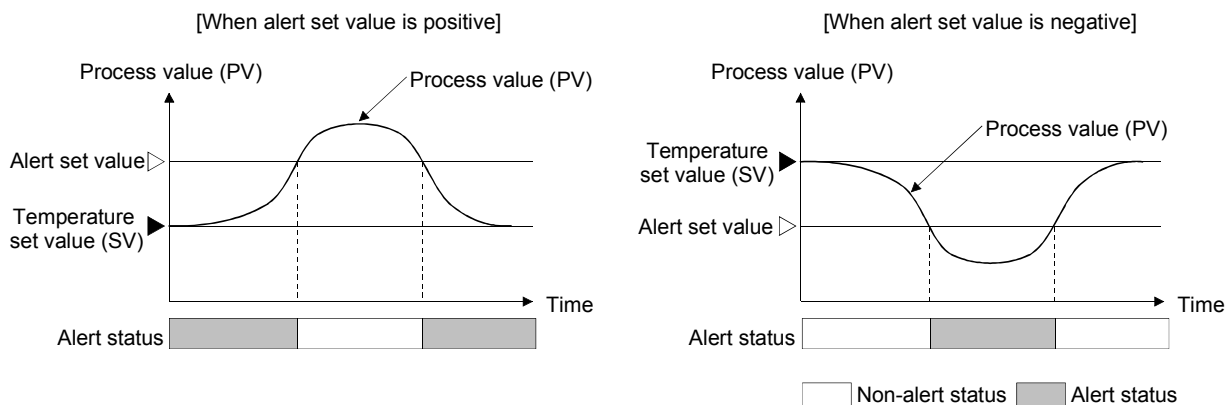 [When alert set value is positive]
Process value (PV)
Process value (PV)
Alert set value
Temperature
set value (SV)
Time
Alert status
[When alert set value is negative]
Process value (PV)
Process value (PV)
Temperature
set value (SV)
Alert set value
Time
Alert status
Non-alert status
Alert status